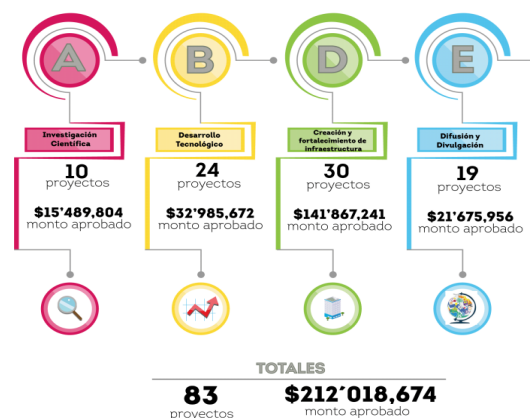 A
B
D
E
Investigación
Científica
10
proyectos
$15'489,804
monto aprobado
Desarrollo
Tecnológico
24
proyectos
$32'985,672
monto aprobado
Creación y
fortalecimiento de
infraestructura
30
proyectos
$141'867,241
monto aprobado
Difusión y
Divulgación
19
proyectos
$21'675,956
monto aprobado
TOTALES
83
proyectos
$212´018,674
monto aprobado